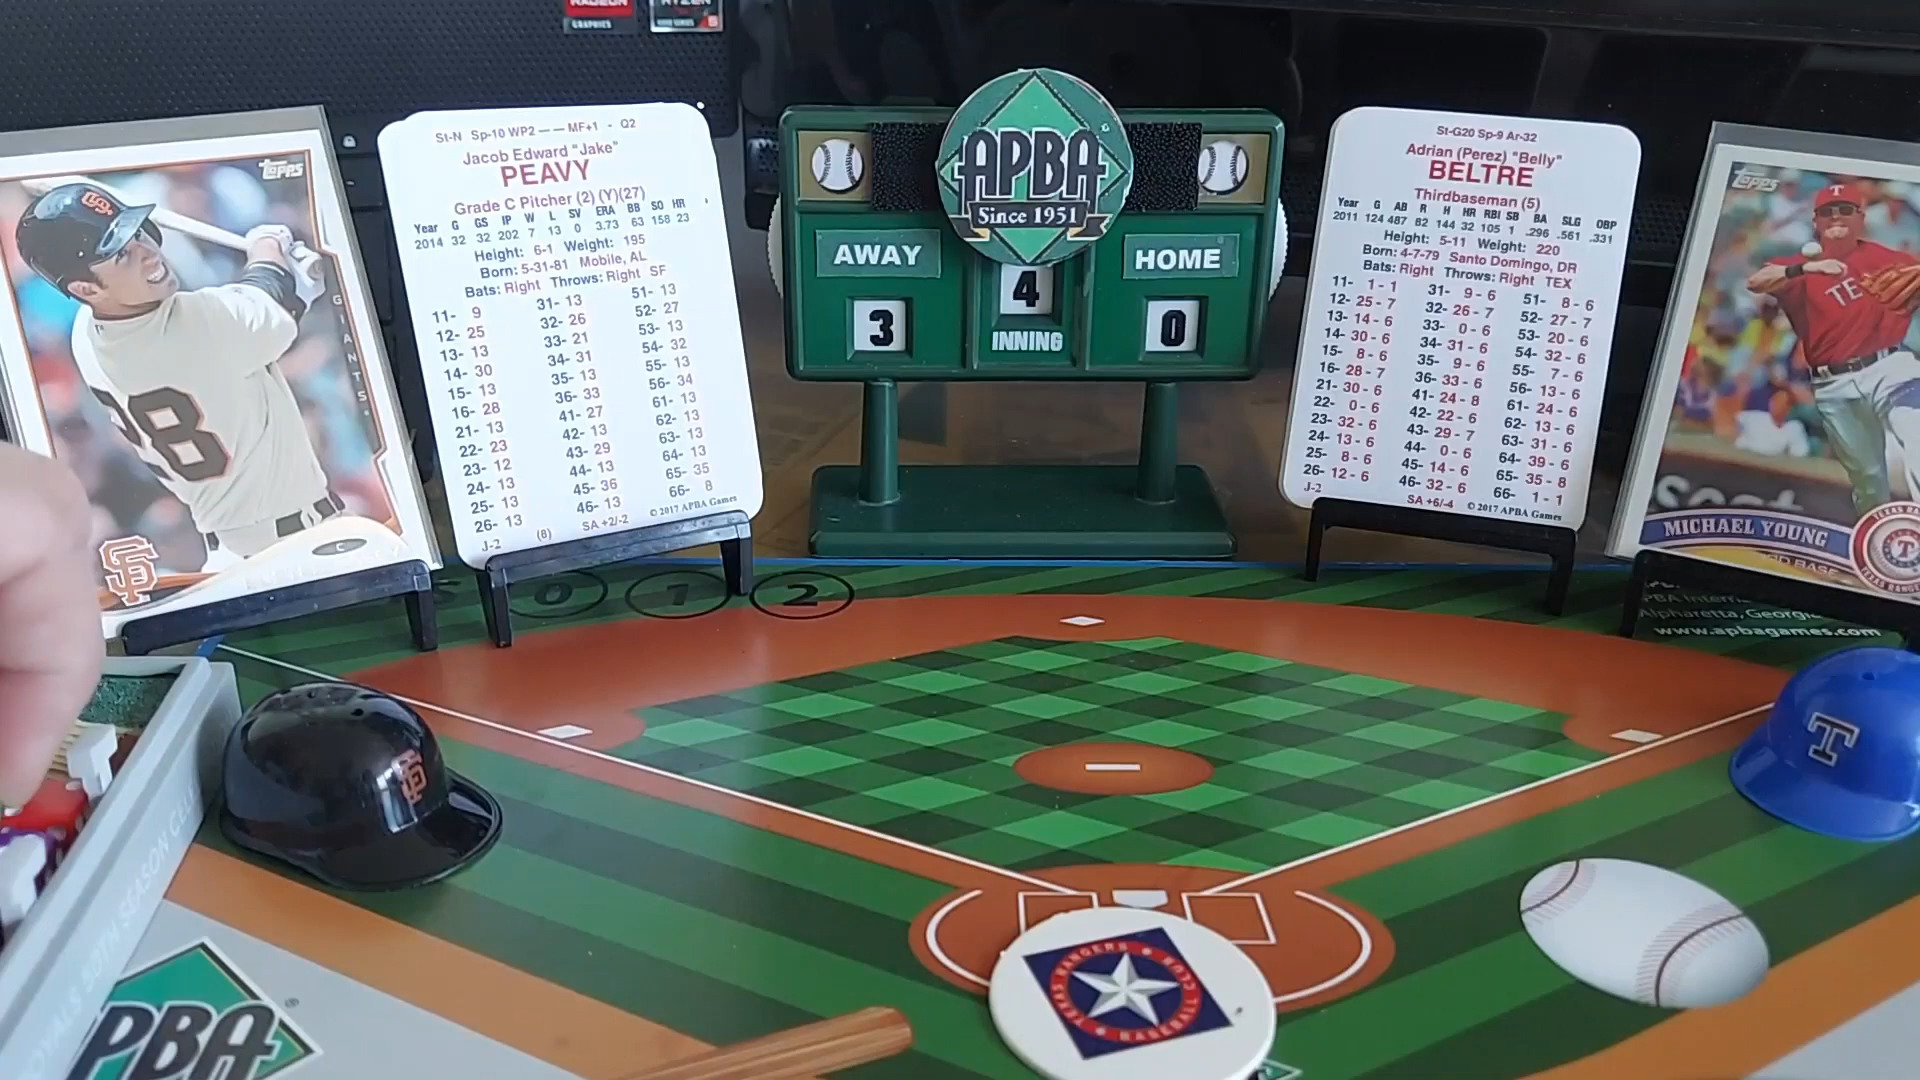 RADEON
GRAPHICS
RYZEN
Topps
28
GIANTS
SF
C
St-N Sp-10 WP2 — — MF+1 - Q2
Jacob Edward "Jake"
PEAVY
Grade C Pitcher (2) (Y)(27)
Year G GS IP W L SV ERA BB SO HR
2014 32 32 202 7 13 0 3.73 63 158 23
Height: 6-1 Weight: 195
Born: 5-31-81 Mobile, AL
Bats: Right Throws: Right SF
11- 9 31- 13 51- 13
12- 25 32- 26 52- 27
13- 13 33- 21 53- 13
14- 30 34- 31 54- 32
15- 13 35- 13 55- 13
16- 28 36- 33 56- 34
21- 13 41- 27 61- 13
22- 23 42- 13 62- 13
23- 12 43- 29 63- 13
24- 13 44- 13 64- 13
25- 13 45- 36 65- 35
26- 13 46- 13 66- 8
J-2 (8) SA +2/-2 © 2017 APBA Games
APBA
Since 1951
AWAY
HOME
3
4
0
INNING
St-G20 Sp-9 Ar-32
Adrian (Perez) "Belly"
BELTRE
Thirdbaseman (5)
Year G AB R H HR RBI SB BA SLG OBP
2011 124 487 82 144 32 105 1 .296 .561 .331
Height: 5-11 Weight: 220
Born: 4-7-79 Santo Domingo, DR
Bats: Right Throws: Right TEX
11- 1 - 1 31- 9 - 6 51- 8 - 6
12- 25 - 7 32- 26 - 7 52- 27 - 7
13- 14 - 6 33- 0 - 6 53- 20 - 6
14- 30 - 6 34- 31 - 6 54- 32 - 6
15- 8 - 6 35- 9 - 6 55- 7 - 6
16- 28 - 7 36- 33 - 6 56- 13 - 6
21- 30 - 6 41- 24 - 8 61- 24 - 6
22- 0 - 6 42- 22 - 6 62- 13 - 6
23- 32 - 6 43- 29 - 7 63- 31 - 6
24- 13 - 6 44- 0 - 6 64- 39 - 6
25- 8 - 6 45- 14 - 6 65- 35 - 8
26- 12 - 6 46- 32 - 6 66- 1 - 1
J-2 SA +6/-4 © 2017 APBA Games
Topps
TE
MICHAEL YOUNG
0 1 2
Alpharetta, Georgia
www.apbagames.com
SF
T
ROYALS 50TH SEASON CEL
PBA ®
TEXAS RANGERS
BASEBALL CLUB